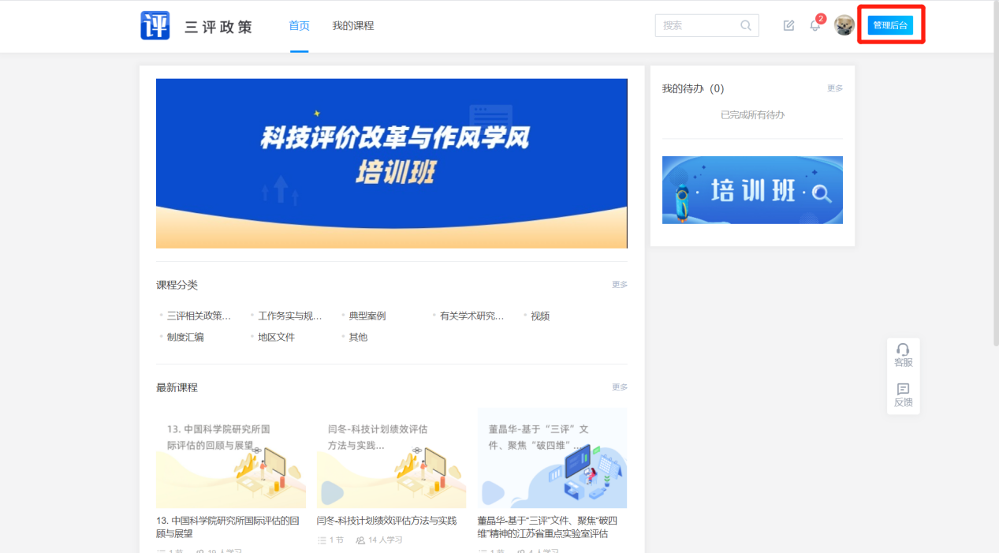 评 三评政策 首页 我的课程 搜索 2 管理后台
科技评价改革与作风学风
培训班
我的待办（0） 更多
已完成所有待办
·培训班·
课程分类 更多
三评相关政策... 工作务实与规... 典型案例 有关学术研究... 视频
制度汇编 地区文件 其他
最新课程 更多
13. 中国科学院研究所国
际评估的回顾与展望
闫冬-科技计划绩效评估
方法与实践...
董晶华-基于“三评”文
件、聚焦“破四维”...
13. 中国科学院研究所国际评估的回
顾与展望
闫冬-科技计划绩效评估方法与实践
1 节 14 人学习
董晶华-基于“三评”文件、聚焦“破四
维”精神的江苏省重点实验室评估
客服
反馈